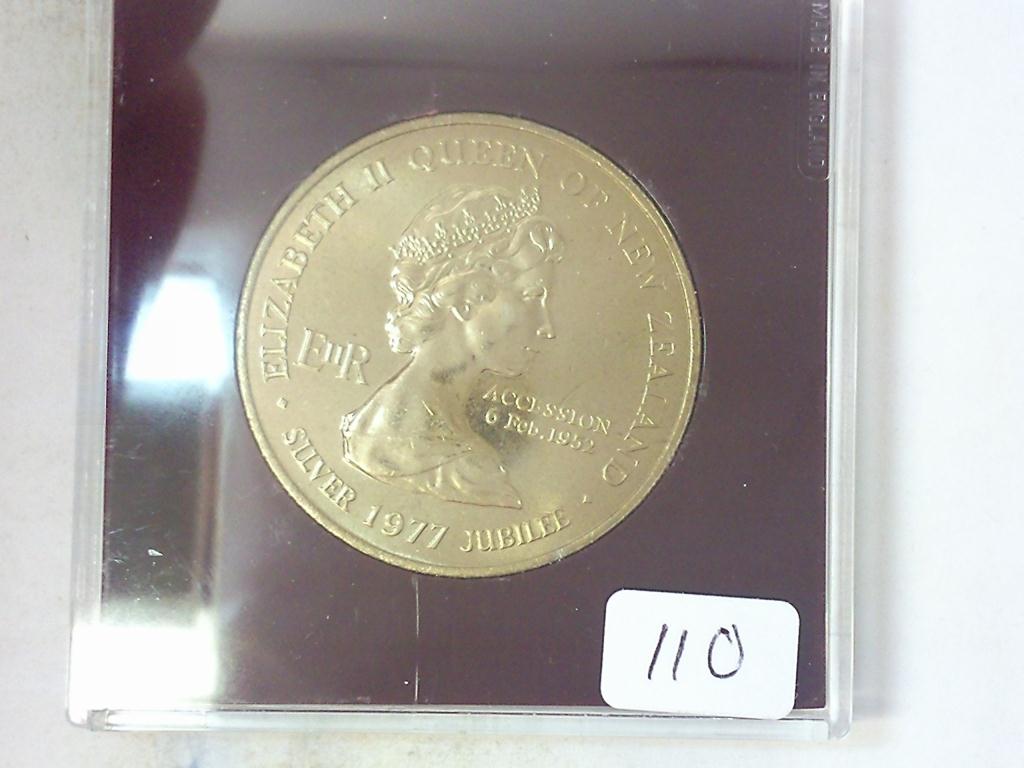 MADE IN ENGLAND
ELIZABETH II QUEEN OF NEW ZEALAND
EIIR
ACCESSION
6 Feb. 1952
SILVER 1977 JUBILEE
110